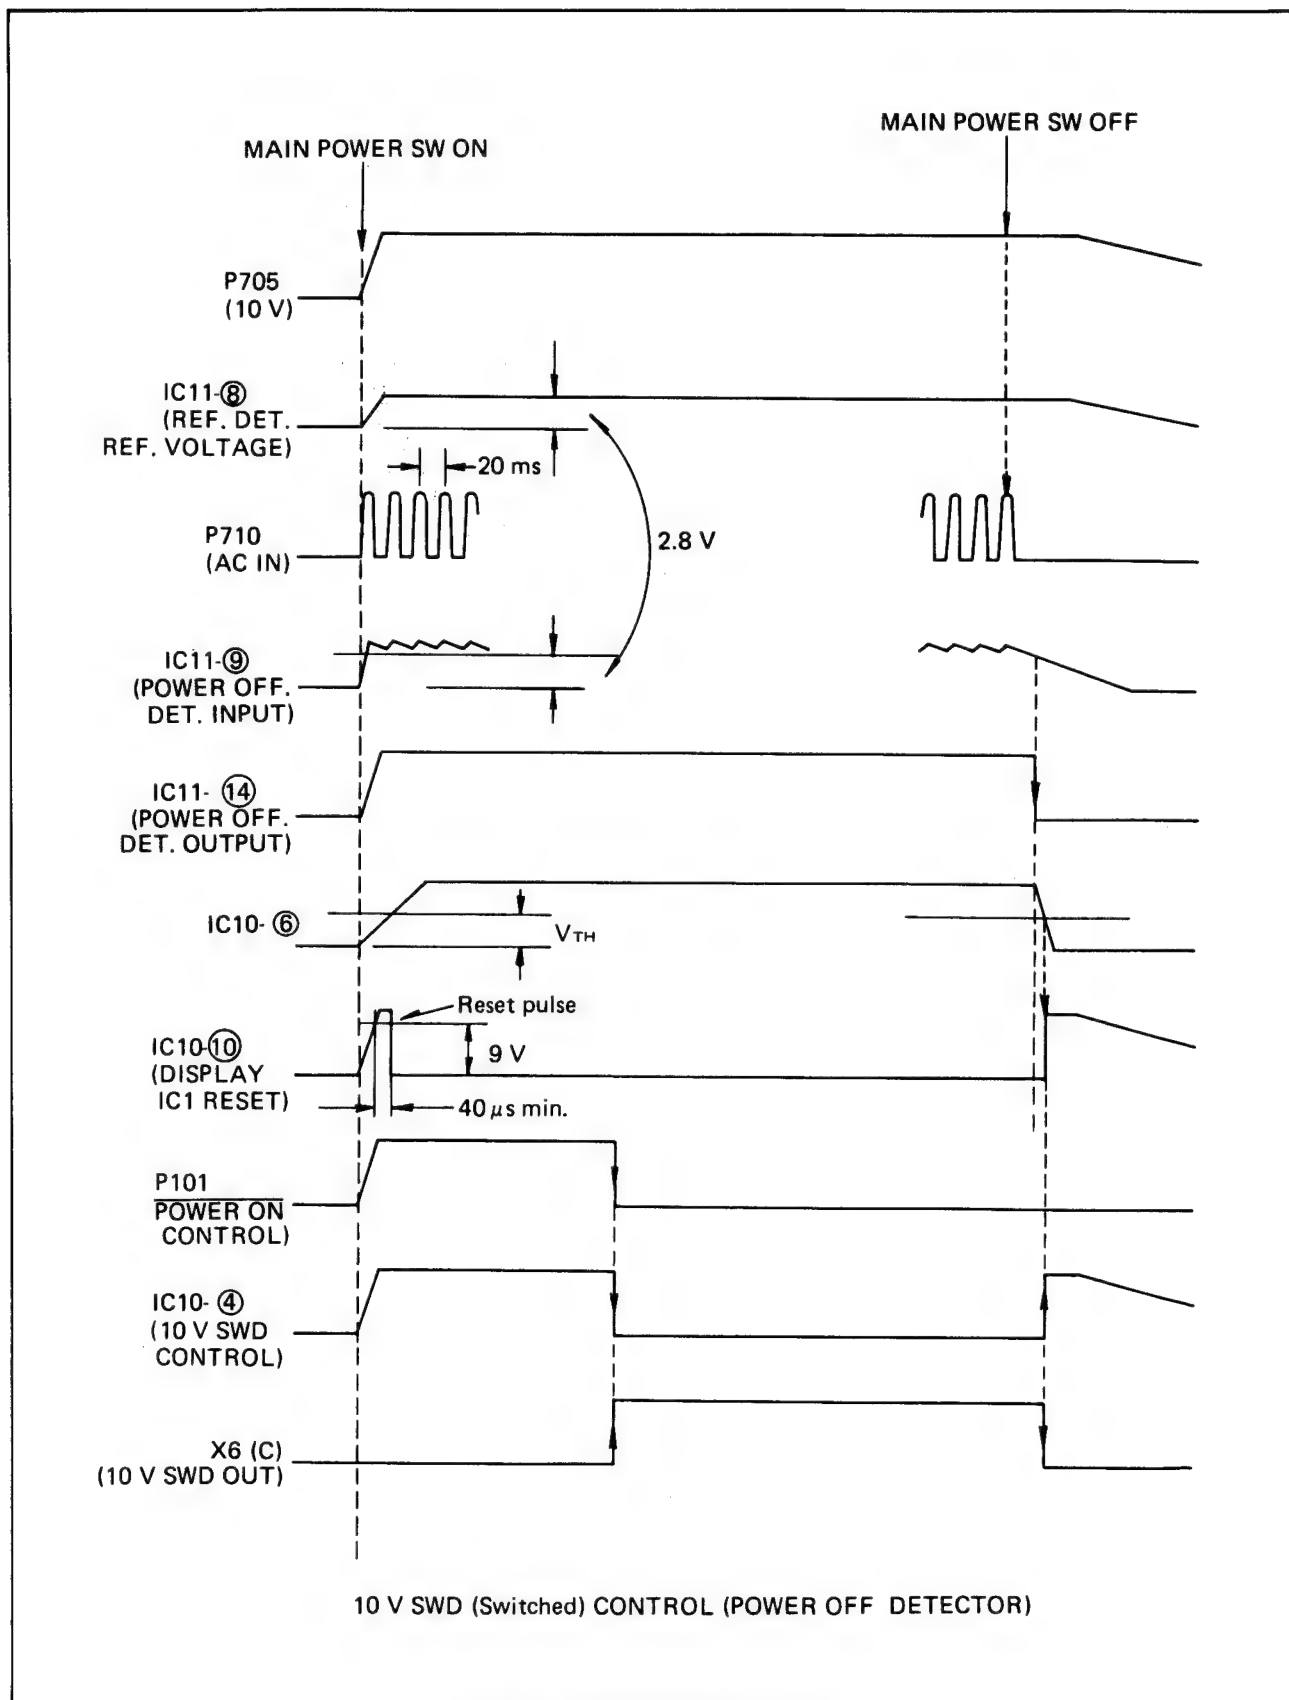 MAIN POWER SW ON
MAIN POWER SW OFF
P705
(10 V)
IC11-⑧
(REF. DET.
REF. VOLTAGE)
20 ms
P710
(AC IN)
2.8 V
IC11-⑨
(POWER OFF.
DET. INPUT)
IC11- ⑭
(POWER OFF.
DET. OUTPUT)
IC10- ⑥
VTH
Reset pulse
IC10-⑩
(DISPLAY
IC1 RESET)
9 V
40 μs min.
P101
(POWER ON
CONTROL)
IC10- ④
(10 V SWD
CONTROL)
X6 (C)
(10 V SWD OUT)
10 V SWD (Switched) CONTROL (POWER OFF DETECTOR)